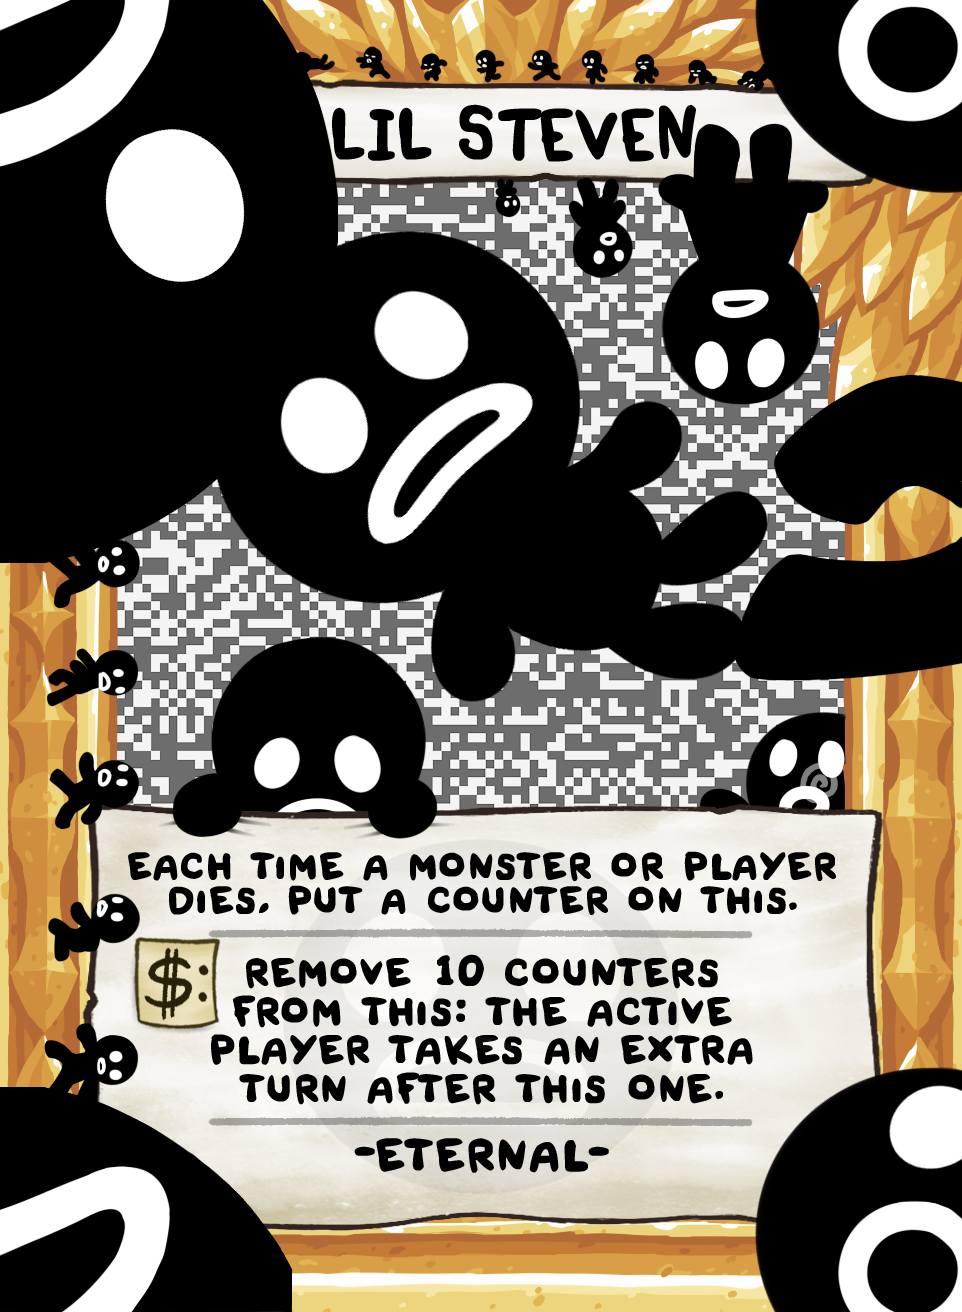 LIL STEVEN
EACH TIME A MONSTER OR PLAYER
DIES, PUT A COUNTER ON THIS.
$: REMOVE 10 COUNTERS
FROM THIS: THE ACTIVE
PLAYER TAKES AN EXTRA
TURN AFTER THIS ONE.
-ETERNAL-